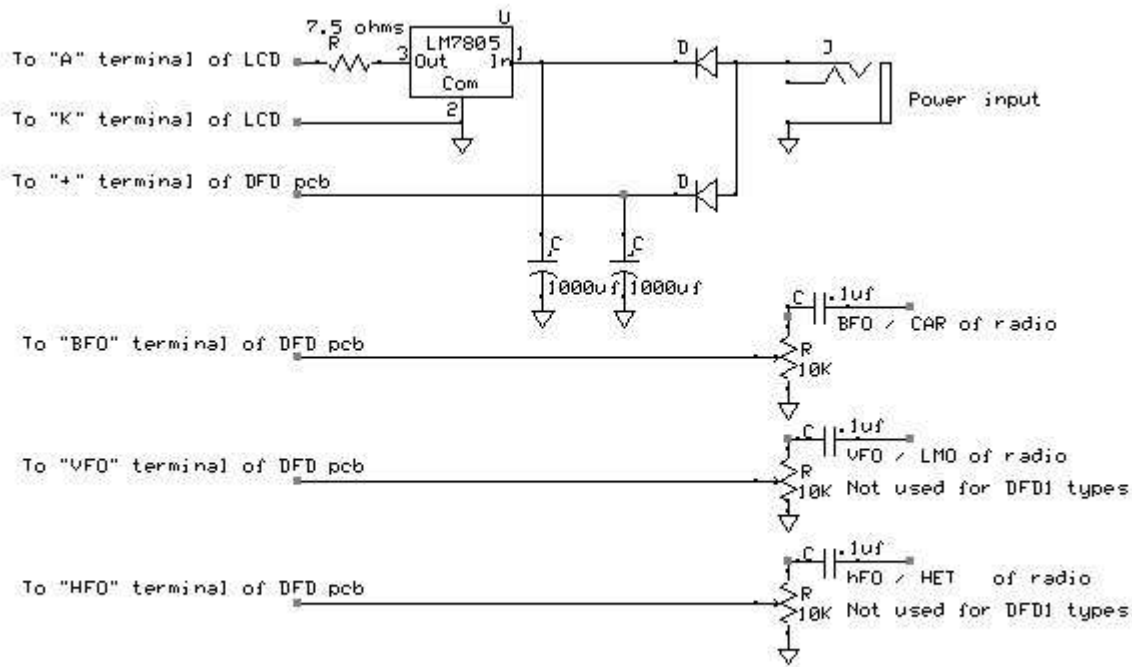 U
7.5 ohms
R
LM7805
3 Out In 1
Com
2
To "A" terminal of LCD
To "K" terminal of LCD
D
J
Power input
To "+" terminal of DFD pcb
D
C
C
1000uf
1000uf
C .1uf
BFO / CAR of radio
To "BFO" terminal of DFD pcb
R
10K
C .1uf
VFO / LMO of radio
To "VFO" terminal of DFD pcb
R
10K Not used for DFD1 types
C .1uf
hFO / HET of radio
To "HFO" terminal of DFD pcb
R
10K Not used for DFD1 types